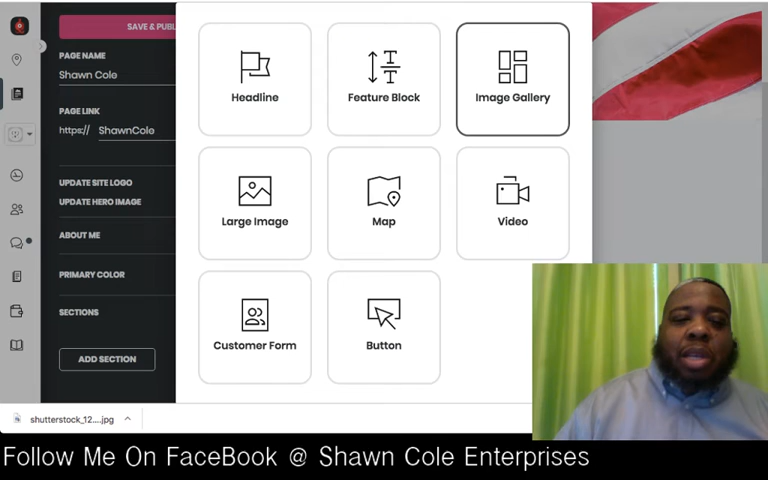 SAVE & PUBL
PAGE NAME
Shawn Cole
PAGE LINK
https://
ShawnCole
UPDATE SITE LOGO
UPDATE HERO IMAGE
ABOUT ME
PRIMARY COLOR
SECTIONS
ADD SECTION
Headline
Feature Block
Image Gallery
Large Image
Map
Video
Customer Form
Button
shutterstock_12....jpg
Follow Me On FaceBook @ Shawn Cole Enterprises